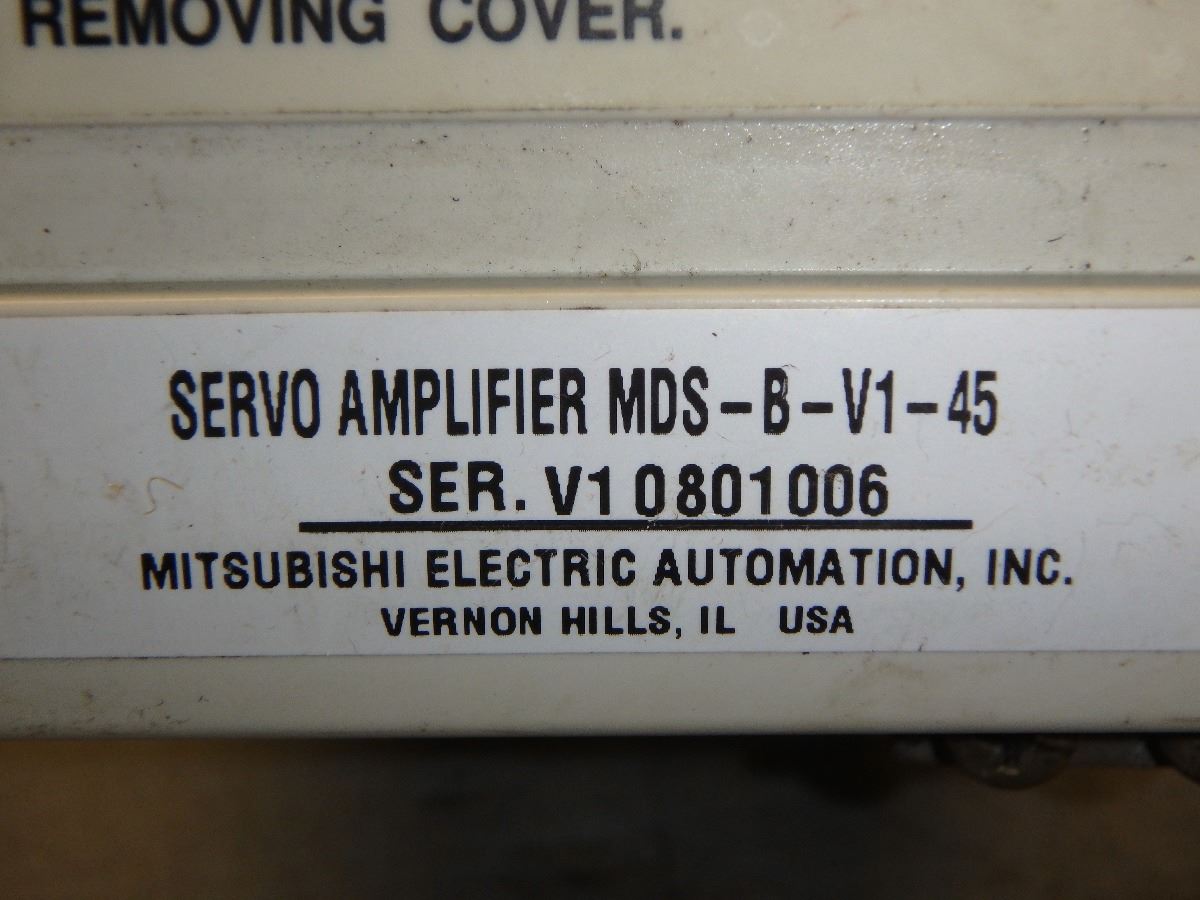 REMOVING COVER.
SERVO AMPLIFIER MDS-B-V1-45
SER. V10801006
MITSUBISHI ELECTRIC AUTOMATION, INC.
VERNON HILLS, IL USA